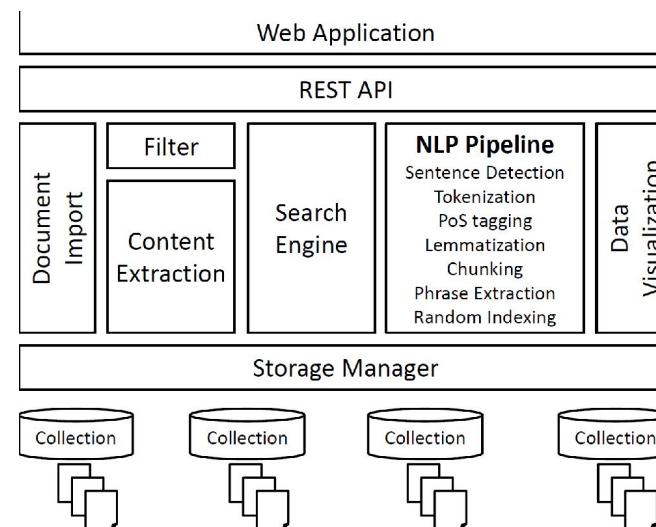 Web Application
REST API
Document
Import
Filter
Content
Extraction
Search
Engine
NLP Pipeline
Sentence Detection
Tokenization
PoS tagging
Lemmatization
Chunking
Phrase Extraction
Random Indexing
Data
Visualization
Storage Manager
Collection
Collection
Collection
Collection